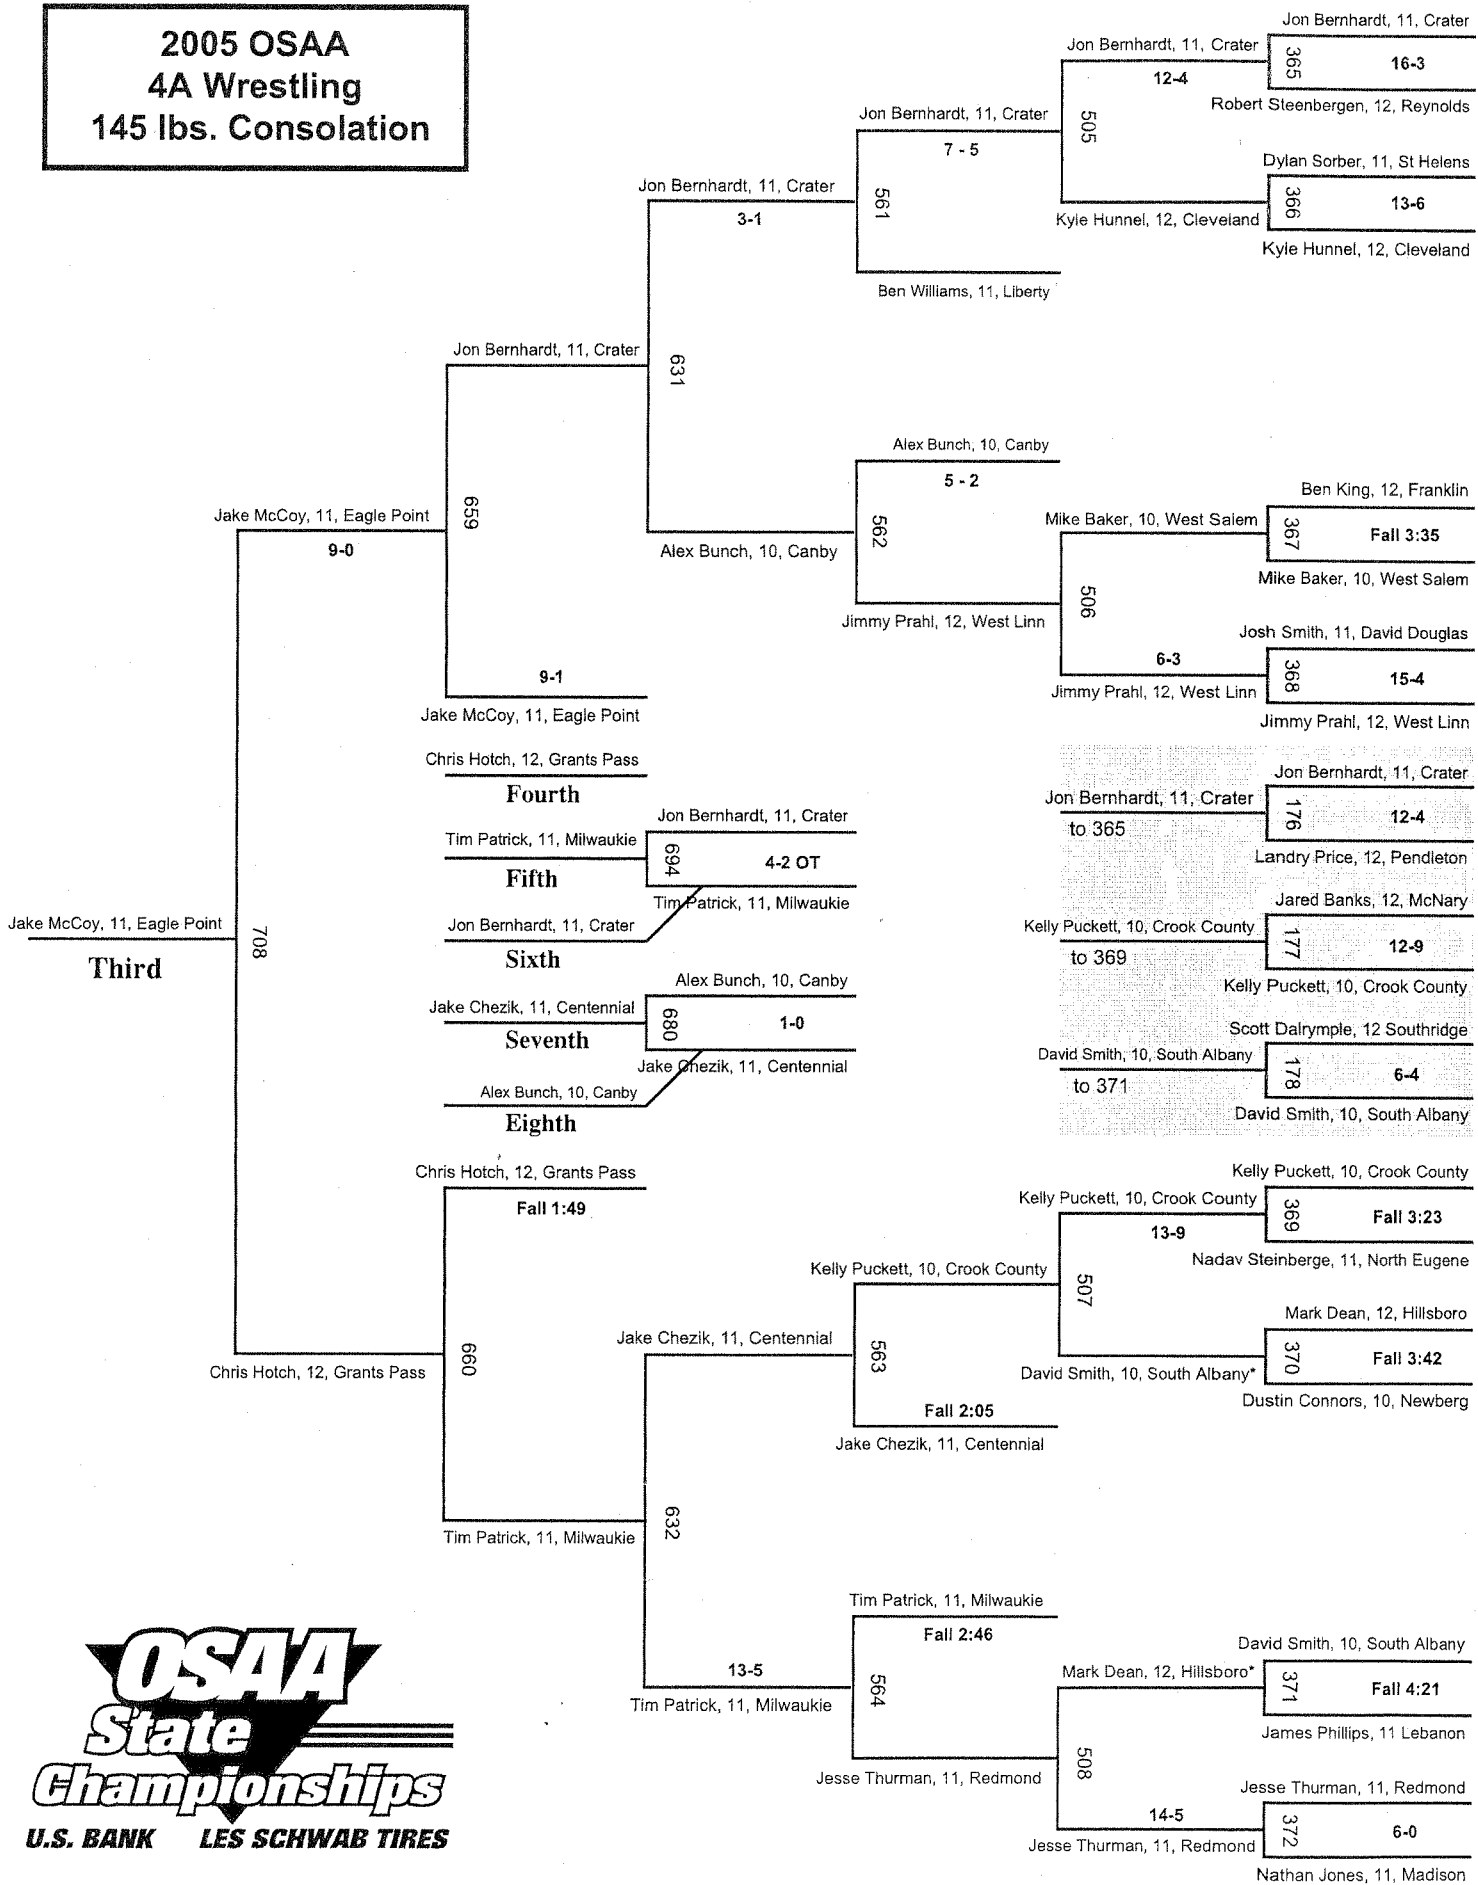 2005 OSAA
4A Wrestling
145 lbs. Consolation
Jon Bernhardt, 11, Crater
365
16-3
Robert Steenbergen, 12, Reynolds
Jon Bernhardt, 11, Crater
12-4
505
Dylan Sorber, 11, St Helens
366
13-6
Kyle Hunnel, 12, Cleveland
Kyle Hunnel, 12, Cleveland
Jon Bernhardt, 11, Crater
7 - 5
561
Ben Williams, 11, Liberty
Jon Bernhardt, 11, Crater
3-1
631
Jon Bernhardt, 11, Crater
659
Alex Bunch, 10, Canby
5 - 2
562
Alex Bunch, 10, Canby
Jimmy Prahl, 12, West Linn
Ben King, 12, Franklin
367
Fall 3:35
Mike Baker, 10, West Salem
Mike Baker, 10, West Salem
506
Josh Smith, 11, David Douglas
368
15-4
Jimmy Prahl, 12, West Linn
6-3
Jimmy Prahl, 12, West Linn
Jake McCoy, 11, Eagle Point
9-0
9-1
Jake McCoy, 11, Eagle Point
Chris Hotch, 12, Grants Pass
Fourth
Jon Bernhardt, 11, Crater
Tim Patrick, 11, Milwaukie
694
4-2 OT
Fifth
Tim Patrick, 11, Milwaukie
Jon Bernhardt, 11, Crater
Sixth
Alex Bunch, 10, Canby
Jake Chezik, 11, Centennial
680
1-0
Seventh
Jake Chezik, 11, Centennial
Alex Bunch, 10, Canby
Eighth
Jake McCoy, 11, Eagle Point
Third
708
Jon Bernhardt, 11, Crater
Jon Bernhardt, 11, Crater
176
12-4
to 365
Landry Price, 12, Pendleton
Jared Banks, 12, McNary
Kelly Puckett, 10, Crook County
177
12-9
to 369
Kelly Puckett, 10, Crook County
Scott Dalrymple, 12 Southridge
David Smith, 10, South Albany
178
6-4
to 371
David Smith, 10, South Albany
Chris Hotch, 12, Grants Pass
Fall 1:49
660
Chris Hotch, 12, Grants Pass
Tim Patrick, 11, Milwaukie
Kelly Puckett, 10, Crook County
Kelly Puckett, 10, Crook County
369
Fall 3:23
13-9
Nadav Steinberge, 11, North Eugene
507
Kelly Puckett, 10, Crook County
Mark Dean, 12, Hillsboro
370
Fall 3:42
David Smith, 10, South Albany*
Dustin Connors, 10, Newberg
Jake Chezik, 11, Centennial
563
Fall 2:05
Jake Chezik, 11, Centennial
632
Tim Patrick, 11, Milwaukie
Fall 2:46
564
13-5
Tim Patrick, 11, Milwaukie
Jesse Thurman, 11, Redmond
David Smith, 10, South Albany
Mark Dean, 12, Hillsboro*
371
Fall 4:21
James Phillips, 11 Lebanon
508
Jesse Thurman, 11, Redmond
14-5
372
6-0
Jesse Thurman, 11, Redmond
Nathan Jones, 11, Madison
OSAA
State
Championships
U.S. BANK LES SCHWAB TIRES